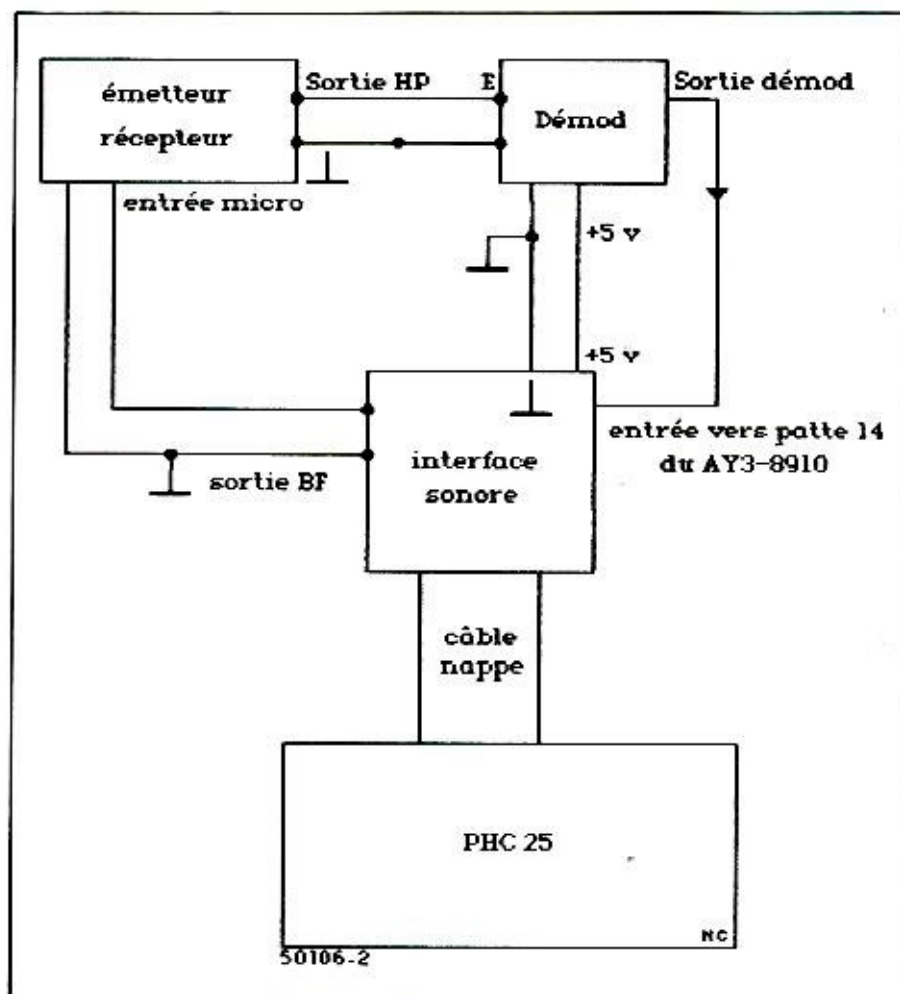 émetteur
récepteur
Sortie HP
E
Démod
Sortie démod
entrée micro
+5 v
+5 v
entrée vers patte 14
du AY3-8910
sortie BF
interface
sonore
câble
nappe
PHC 25
NC
50106-2